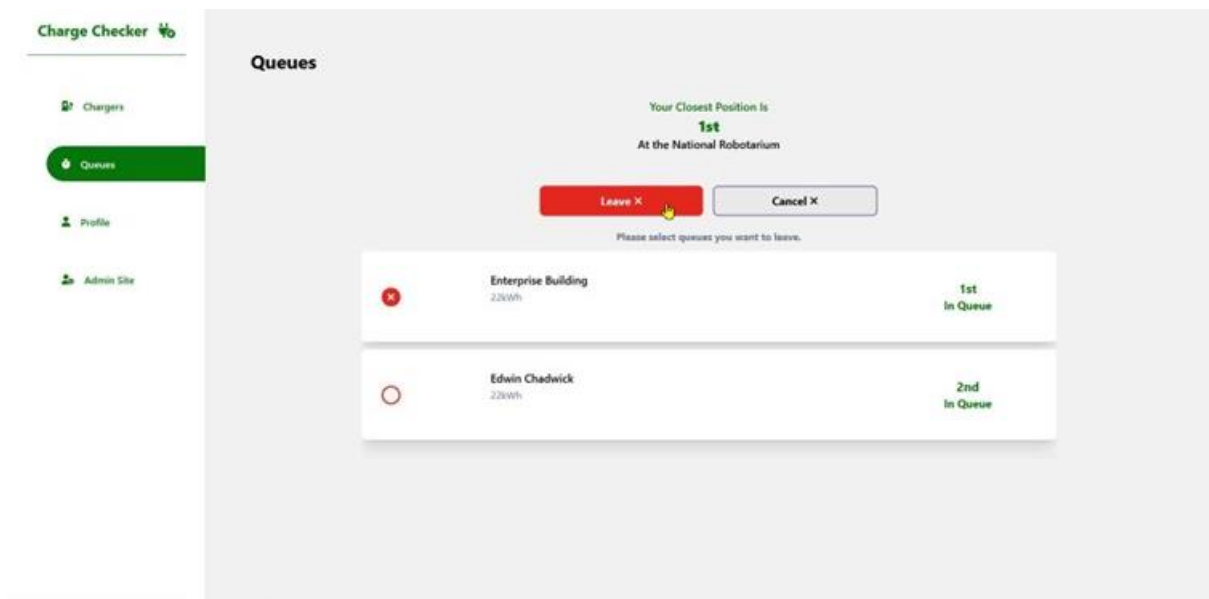 Charge Checker
Chargers
Queues
Profile
Admin Site
Queues
Your Closest Position Is
1st
At the National Robotarium
Leave ×
Cancel ×
Please select queues you want to leave.
Enterprise Building
22kWh
1st
In Queue
Edwin Chadwick
22kWh
2nd
In Queue